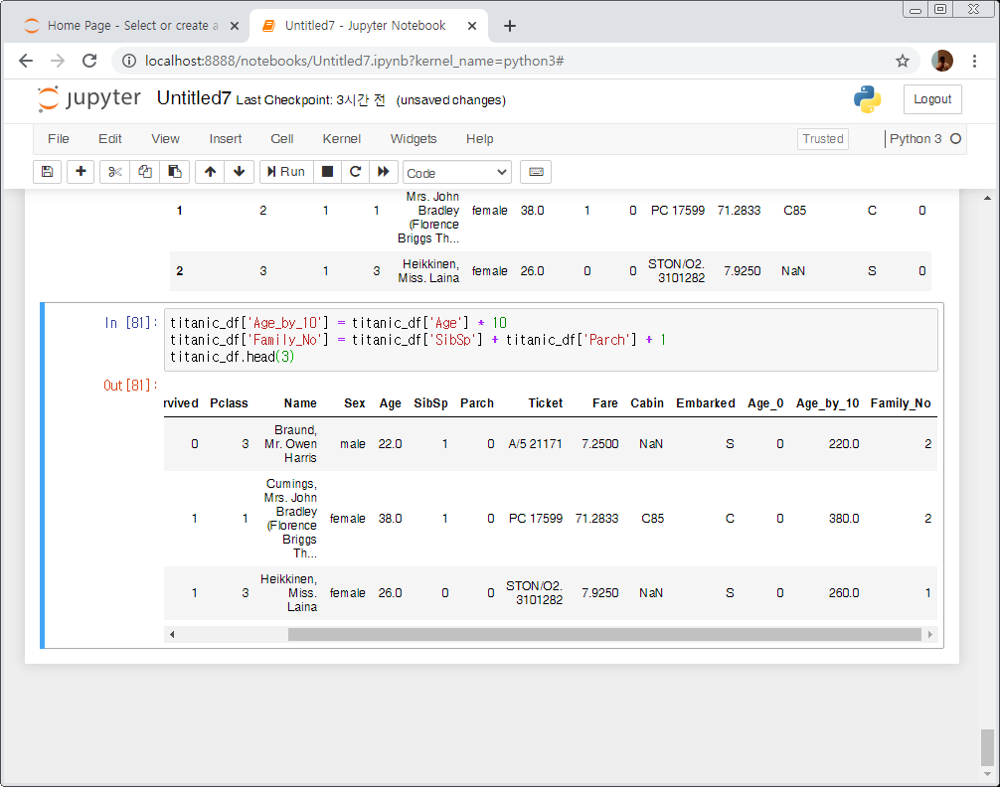 Home Page - Select or create a
Untitled7 - Jupyter Notebook
localhost:8888/notebooks/Untitled7.ipynb?kernel_name=python3#
jupyter Untitled7 Last Checkpoint: 3시간 전 (unsaved changes) Logout
File Edit View Insert Cell Kernel Widgets Help Trusted Python 3
Run Code
Mrs. John
1 2 1 1 Bradley female 38.0 1 0 PC 17599 71.2833 C85 C 0
(Florence
Briggs Th...
2 3 1 3 Heikkinen, Miss. Laina female 26.0 0 0 STON/O2. 3101282 7.9250 NaN S 0
In [81]: titanic_df['Age_by_10'] = titanic_df['Age'] * 10
titanic_df['Family_No'] = titanic_df['SibSp'] + titanic_df['Parch'] + 1
titanic_df.head(3)
Out[81]:
rvived Pclass Name Sex Age SibSp Parch Ticket Fare Cabin Embarked Age_0 Age_by_10 Family_No
Braund,
0 3 Mr. Owen male 22.0 1 0 A/5 21171 7.2500 NaN S 0 220.0 2
Harris
Cumings,
Mrs. John
Bradley
1 1 (Florence female 38.0 1 0 PC 17599 71.2833 C85 C 0 380.0 2
Briggs
Th...
Heikkinen,
1 3 Miss. female 26.0 0 0 STON/O2. 3101282 7.9250 NaN S 0 260.0 1
Laina